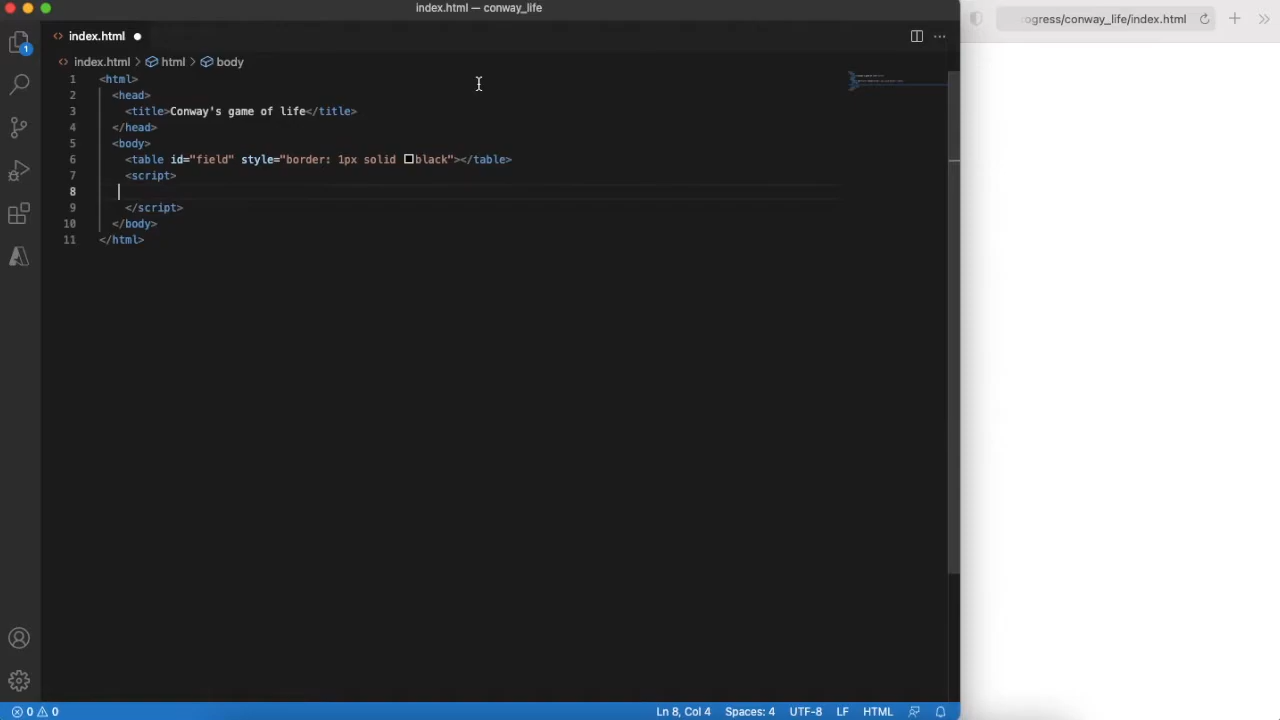 index.html — conway_life
index.html
index.html > html > body
1 <html>
2 <head>
3 <title>Conway's game of life</title>
4 </head>
5 <body>
6 <table id="field" style="border: 1px solid black"></table>
7 <script>
8
9 </script>
10 </body>
11 </html>
1
0 0
Ln 8, Col 4 Spaces: 4 UTF-8 LF HTML
ogress/conway_life/index.html